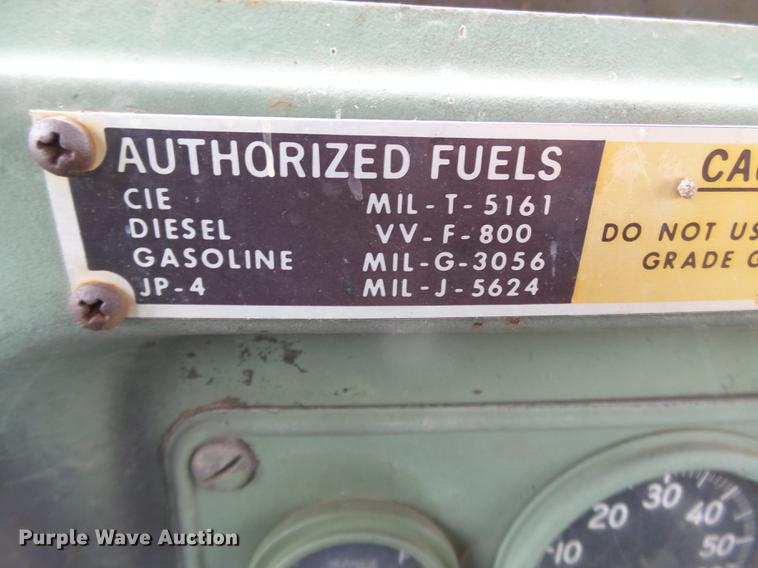 AUTHORIZED FUELS
CIE MIL-T-5161
DIESEL VV-F-800
GASOLINE MIL-G-3056
JP-4 MIL-J-5624
DO NOT
GRADE
10 20 30 40 50
Purple Wave Auction